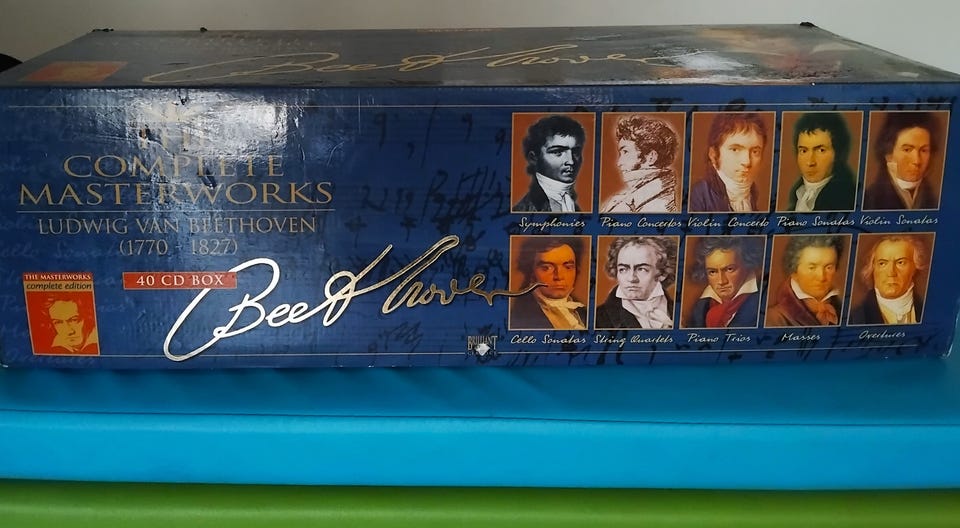 Beethoven
THE
COMPLETE
MASTERWORKS
LUDWIG VAN BEETHOVEN
(1770 - 1827)
THE MASTERWORKS
complete edition
40 CD BOX
Beethoven
Symphonies Piano Concertos Violin Concerto Piano Sonatas Violin Sonatas
Cello Sonatas String Quartets Piano Trios Masses Overtures
BRILLIANT
CLASSICS